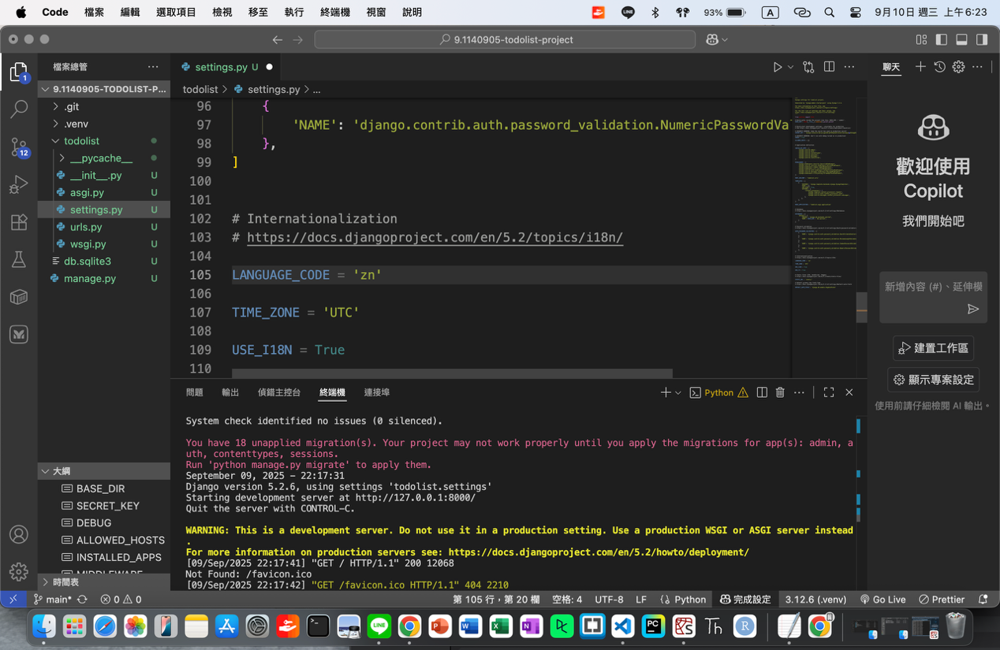 Code 檔案 編輯 選取項目 檢視 移至 執行 終端機 視窗 說明
LINE 93% A 9月10日 週三 上午6:23
9.1140905-todolist-project
檔案總管
1
12
9.1140905-TODOLIST-P...
.git
.venv
todolist
__pycache__
__init__.py U
asgi.py U
settings.py U
urls.py U
wsgi.py U
db.sqlite3 U
manage.py U
大綱
BASE_DIR
SECRET_KEY
DEBUG
ALLOWED_HOSTS
INSTALLED_APPS
MIDDLEWARE
時間表
settings.py U
todolist > settings.py > ...
96 {
97 'NAME': 'django.contrib.auth.password_validation.NumericPasswordVa
98 },
99 ]
100
101
102 # Internationalization
103 # https://docs.djangoproject.com/en/5.2/topics/i18n/
104
105 LANGUAGE_CODE = 'zn'
106
107 TIME_ZONE = 'UTC'
108
109 USE_I18N = True
110
問題 輸出 偵錯主控台 終端機 連接埠
Python
System check identified no issues (0 silenced).
You have 18 unapplied migration(s). Your project may not work properly until you apply the migrations for app(s): admin, a
uth, contenttypes, sessions.
Run 'python manage.py migrate' to apply them.
September 09, 2025 - 22:17:31
Django version 5.2.6, using settings 'todolist.settings'
Starting development server at http://127.0.0.1:8000/
Quit the server with CONTROL-C.
WARNING: This is a development server. Do not use it in a production setting. Use a production WSGI or ASGI server instead
.
For more information on production servers see: https://docs.djangoproject.com/en/5.2/howto/deployment/
[09/Sep/2025 22:17:41] "GET / HTTP/1.1" 200 12068
Not Found: /favicon.ico
[09/Sep/2025 22:17:42] "GET /favicon.ico HTTP/1.1" 404 2210
聊天
歡迎使用
Copilot
我們開始吧
新增內容 (#)、延伸模
建置工作區
顯示專案設定
使用前請仔細檢閱 AI 輸出。
main* 0 0 第 105 行，第 20 欄 空格: 4 UTF-8 LF Python 完成設定 3.12.6 (.venv) Go Live Prettier
LINE P W X N PC Th R